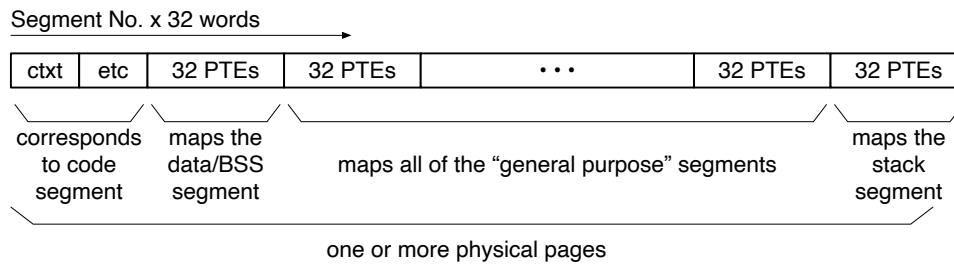 Segment No. x 32 words
ctxt etc 32 PTEs 32 PTEs • • • 32 PTEs 32 PTEs
corresponds
to code
segment
maps the
data/BSS
segment
maps all of the “general purpose” segments
maps the
stack
segment
one or more physical pages